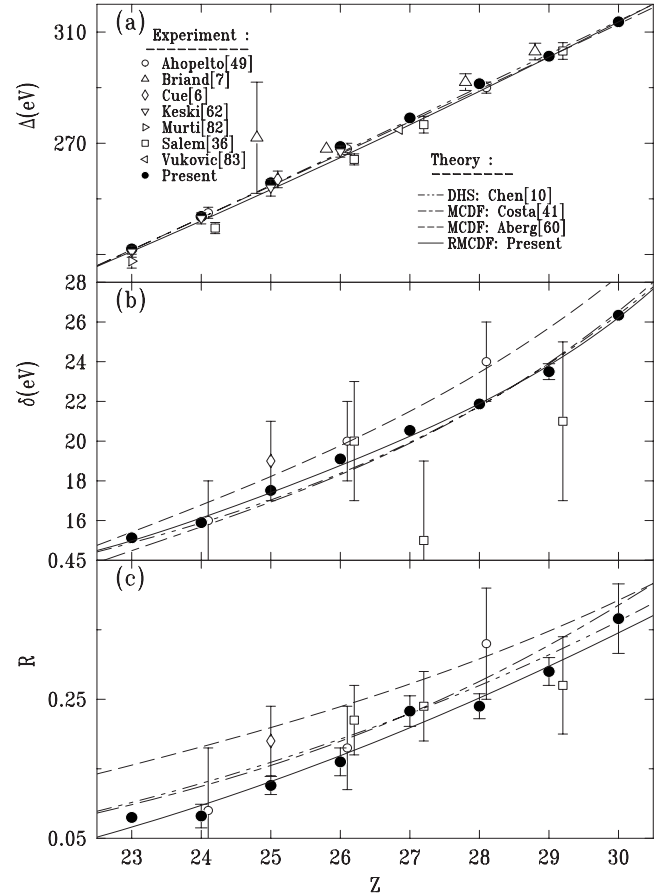 (a)
Experiment :
Ahopelto[49]
Briand[7]
Cue[6]
Keski[62]
Murti[82]
Salem[36]
Vukovic[83]
Present
Theory :
DHS: Chen[10]
MCDF: Costa[41]
MCDF: Aberg[60]
RMCDF: Present
310
270
Δ(eV)
(b)
28
26
24
22
20
18
16
δ(eV)
(c)
0.45
0.25
0.05
R
23 24 25 26 27 28 29 30
Z